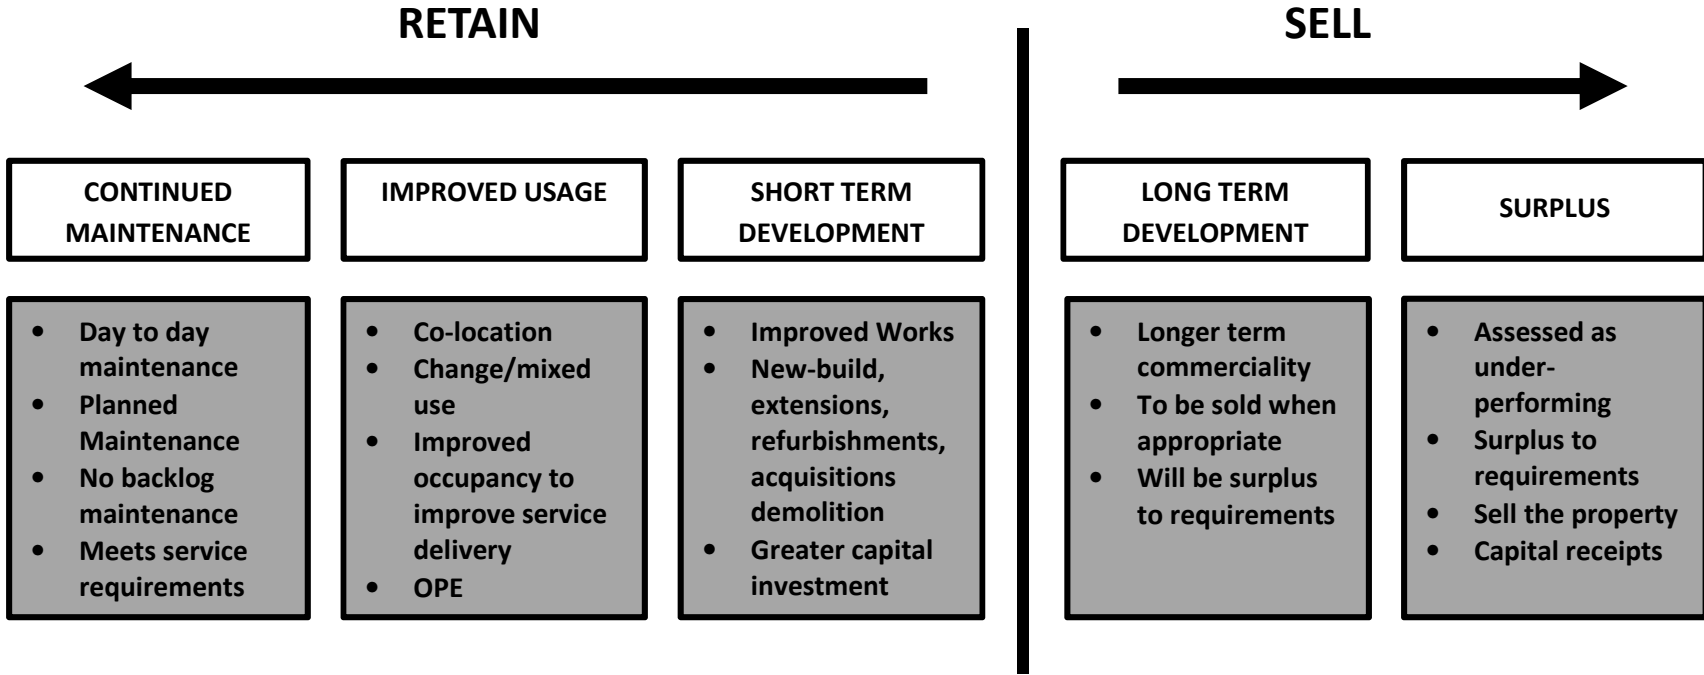 RETAIN
SELL
CONTINUED
MAINTENANCE
IMPROVED USAGE
SHORT TERM
DEVELOPMENT
LONG TERM
DEVELOPMENT
SURPLUS
• Day to day
maintenance
• Planned
Maintenance
• No backlog
maintenance
• Meets service
requirements
• Co-location
• Change/mixed
use
• Improved
occupancy to
improve service
delivery
• OPE
• Improved Works
• New-build,
extensions,
refurbishments,
acquisitions
demolition
• Greater capital
investment
• Longer term
commerciality
• To be sold when
appropriate
• Will be surplus
to requirements
• Assessed as
under-
performing
• Surplus to
requirements
• Sell the property
• Capital receipts